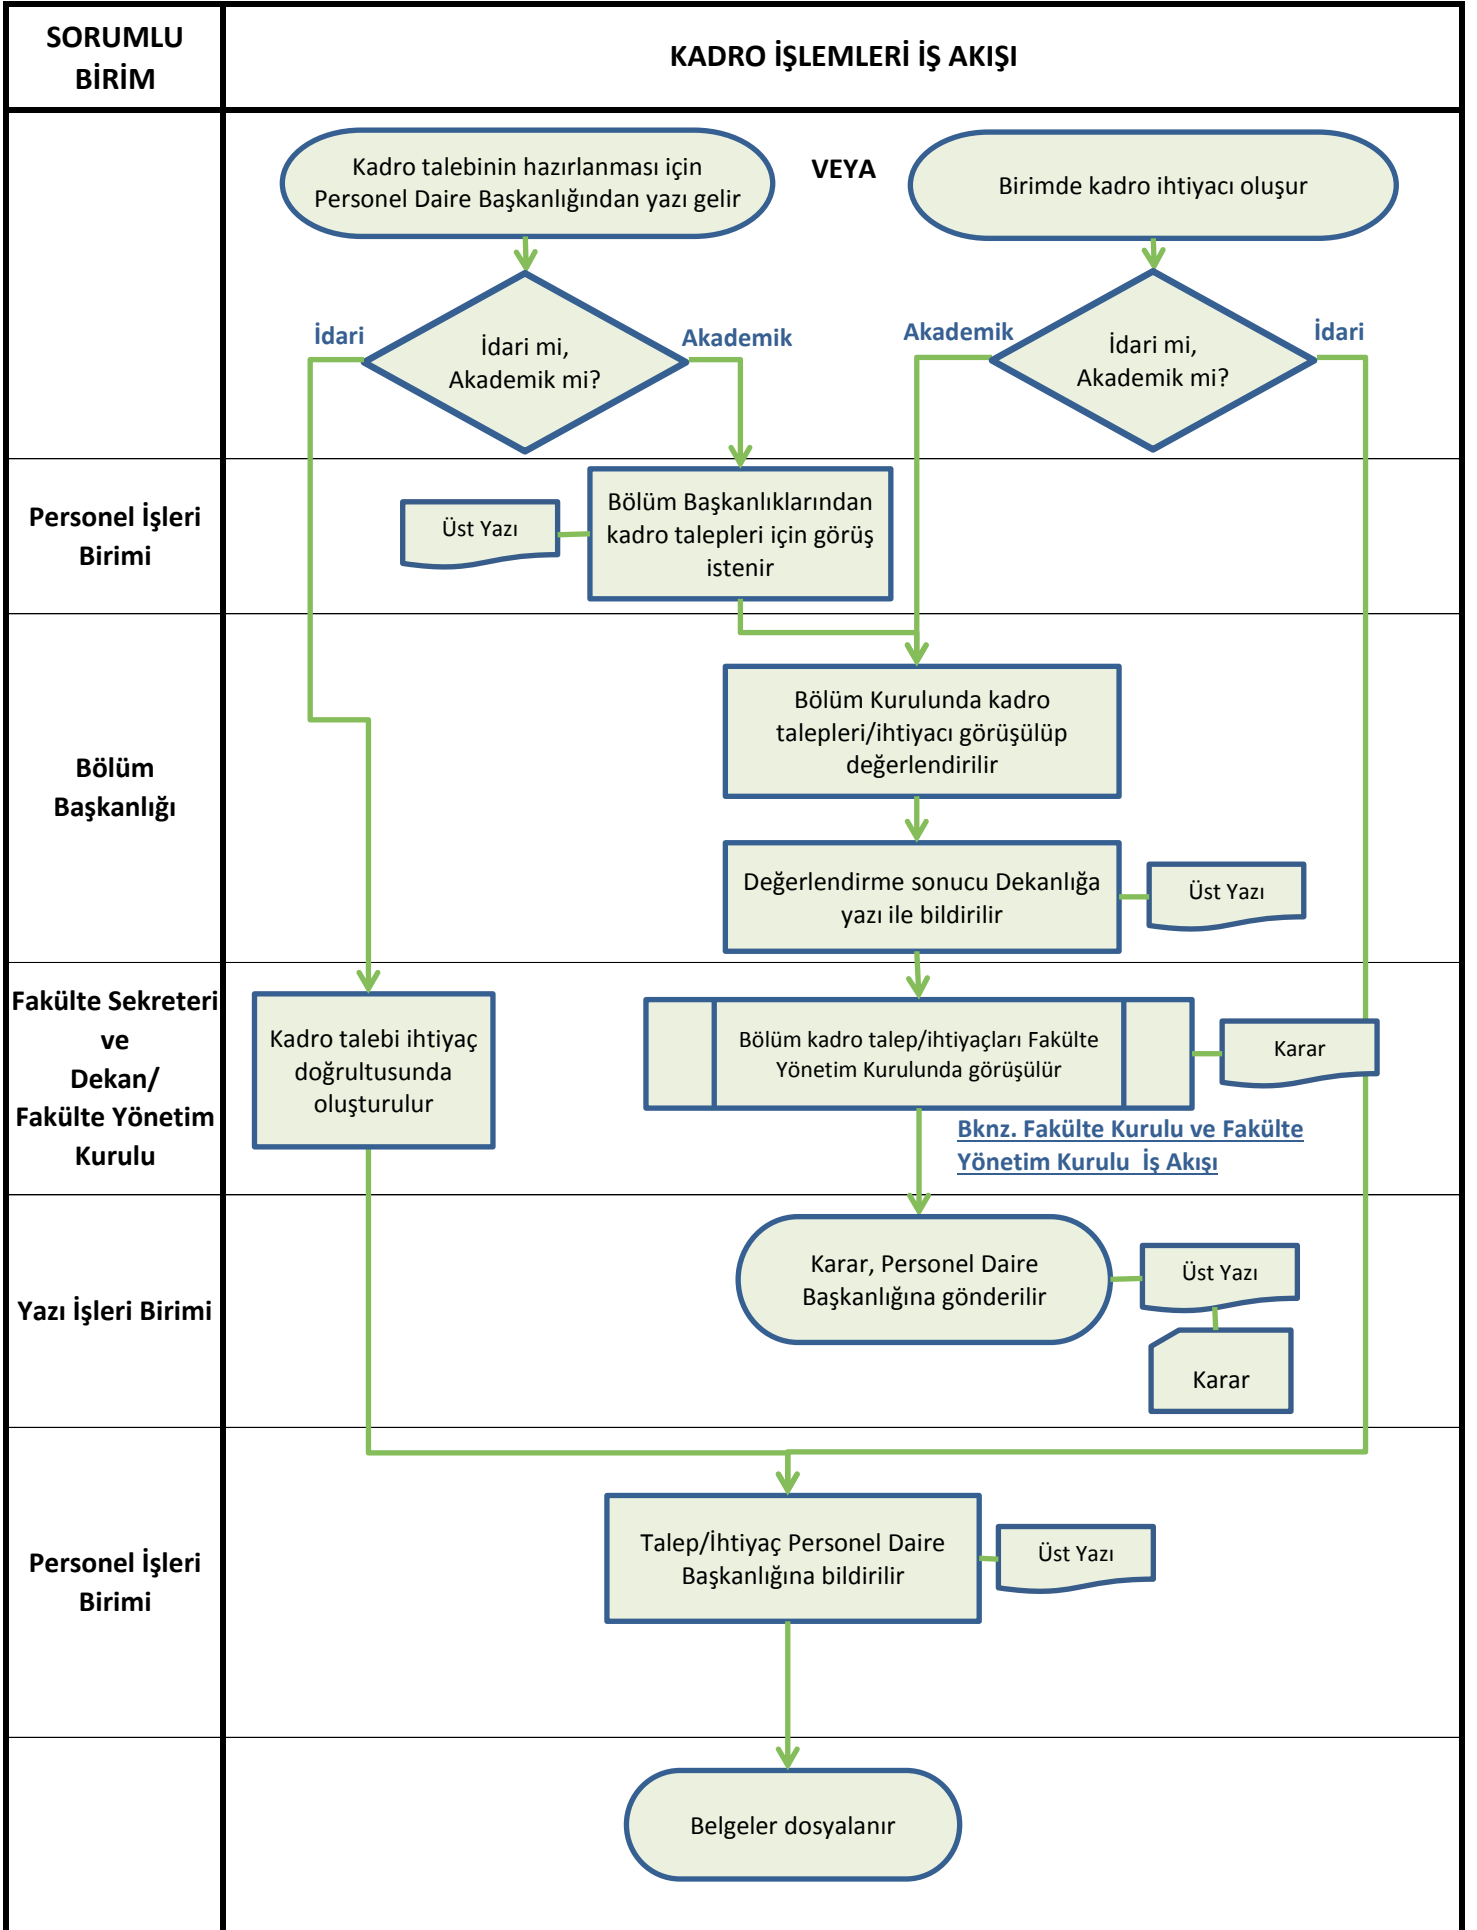 SORUMLU
BİRİM
KADRO İŞLEMLERİ İŞ AKIŞI
Kadro talebinin hazırlanması için
Personel Daire Başkanlığından yazı gelir
VEYA
Birimde kadro ihtiyacı oluşur
İdari
İdari mi,
Akademik mi?
Akademik
Akademik
İdari mi,
Akademik mi?
İdari
Personel İşleri
Birimi
Üst Yazı
Bölüm Başkanlıklarından
kadro talepleri için görüş
istenir
Bölüm
Başkanlığı
Bölüm Kurulunda kadro
talepleri/ihtiyacı görüşülüp
değerlendirilir
Değerlendirme sonucu Dekanlığa
yazı ile bildirilir
Üst Yazı
Fakülte Sekreteri
ve
Dekan/
Fakülte Yönetim
Kurulu
Kadro talebi ihtiyaç
doğrultusunda
oluşturulur
Bölüm kadro talep/ihtiyaçları Fakülte
Yönetim Kurulunda görüşülür
Karar
Bknz. Fakülte Kurulu ve Fakülte
Yönetim Kurulu İş Akışı
Yazı İşleri Birimi
Karar, Personel Daire
Başkanlığına gönderilir
Üst Yazı
Karar
Personel İşleri
Birimi
Talep/İhtiyaç Personel Daire
Başkanlığına bildirilir
Üst Yazı
Belgeler dosyalanır